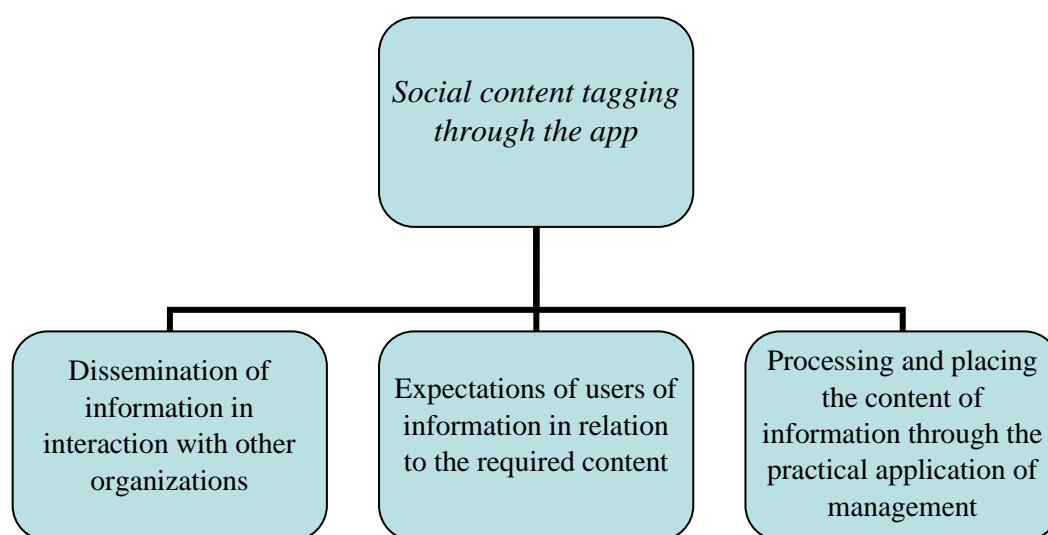 Social content tagging
through the app
Dissemination of
information in
interaction with other
organizations
Expectations of users of
information in relation
to the required content
Processing and placing
the content of
information through the
practical application of
management